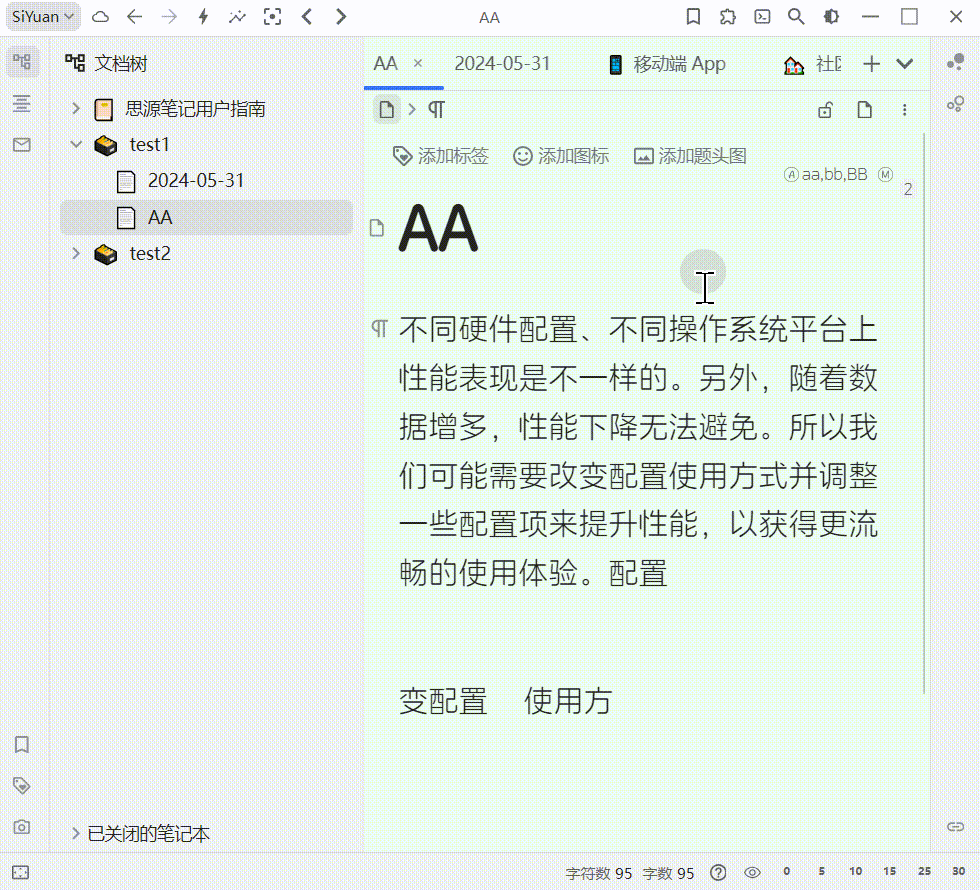 SiYuan
AA
文档树
思源笔记用户指南
test1
2024-05-31
AA
test2
已关闭的笔记本
AA
2024-05-31
移动端 App
社
添加标签
添加图标
添加题头图
A aa,bb,BB M
2
AA
不同硬件配置、不同操作系统平台上
性能表现是不一样的。另外，随着数
据增多，性能下降无法避免。所以我
们可能需要改变配置使用方式并调整
一些配置项来提升性能，以获得更流
畅的使用体验。配置
变配置 使用方
字符数 95 字数 95 0 5 10 15 25 30